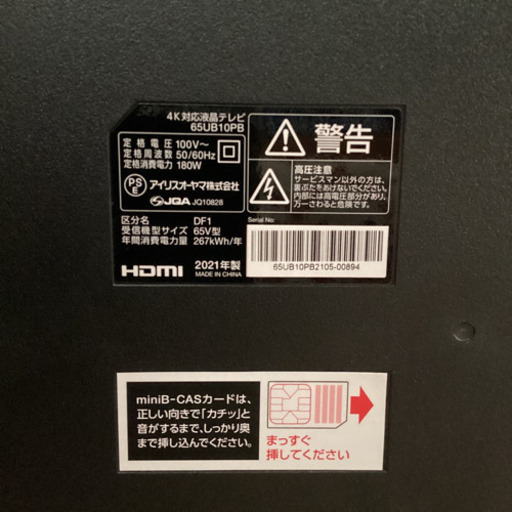 4K対応液晶テレビ
65UB10PB
定格電圧 100V～
定格周波数 50/60Hz
定格消費電力 180W
PS
E
アイリスオーヤマ株式会社
JQA JQ10828
区分名 DF1
受信機型サイズ 65V型
年間消費電力量 267kWh/年
HDMI
2021年製
MADE IN CHINA
警告
高圧注意
サービスマン以外の方は、
裏ぶたをあけないでください。
内部には高電圧部分があり、
万一さわると危険です。
Serial No:
65UB10PB2105-00894
miniB-CASカードは、
正しい向きで「カチッ」と
音がするまで、しっかり奥
まで挿し込んでください。
まっすぐ
挿してください